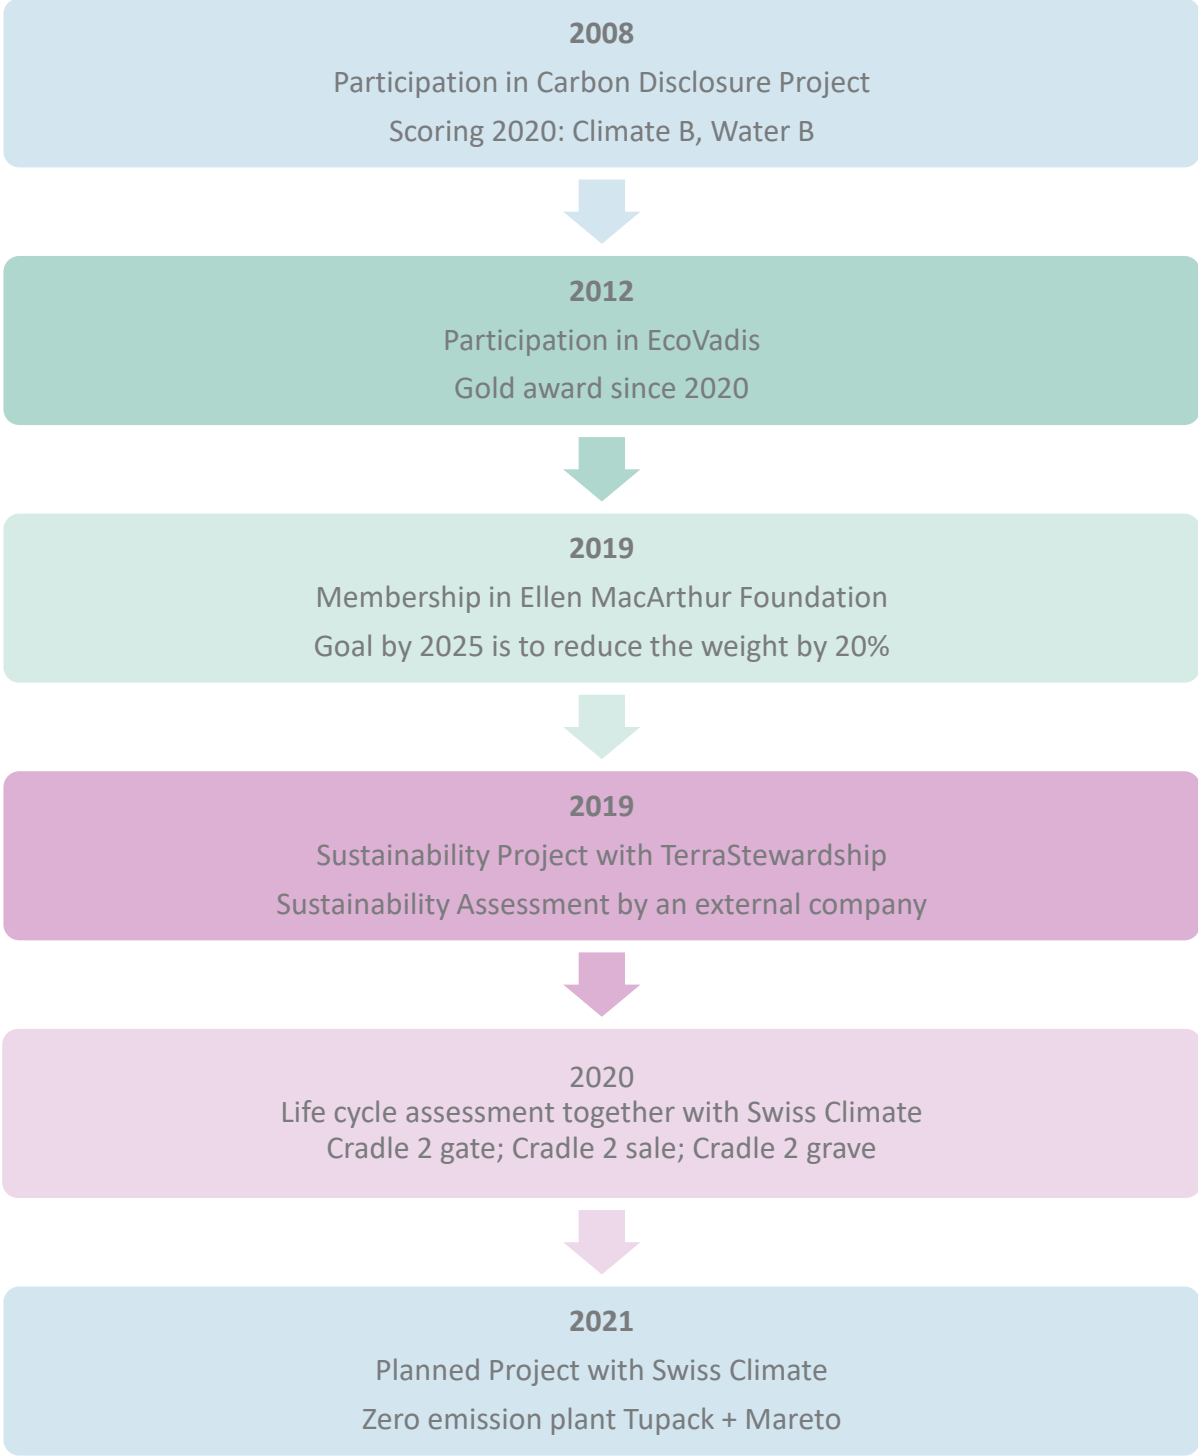 2008
Participation in Carbon Disclosure Project
Scoring 2020: Climate B, Water B
2012
Participation in EcoVadis
Gold award since 2020
2019
Membership in Ellen MacArthur Foundation
Goal by 2025 is to reduce the weight by 20%
2019
Sustainability Project with TerraStewardship
Sustainability Assessment by an external company
2020
Life cycle assessment together with Swiss Climate
Cradle 2 gate; Cradle 2 sale; Cradle 2 grave
2021
Planned Project with Swiss Climate
Zero emission plant Tupack + Mareto